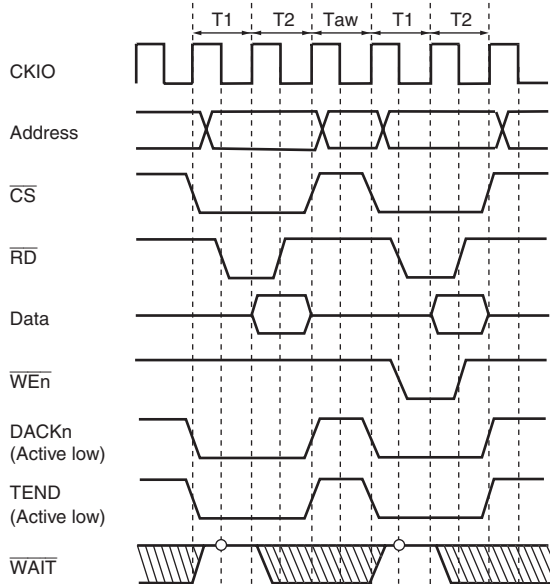 T1 T2 Taw T1 T2
CKIO
Address
CS
RD
Data
WEn
DACKn
(Active low)
TEND
(Active low)
WAIT